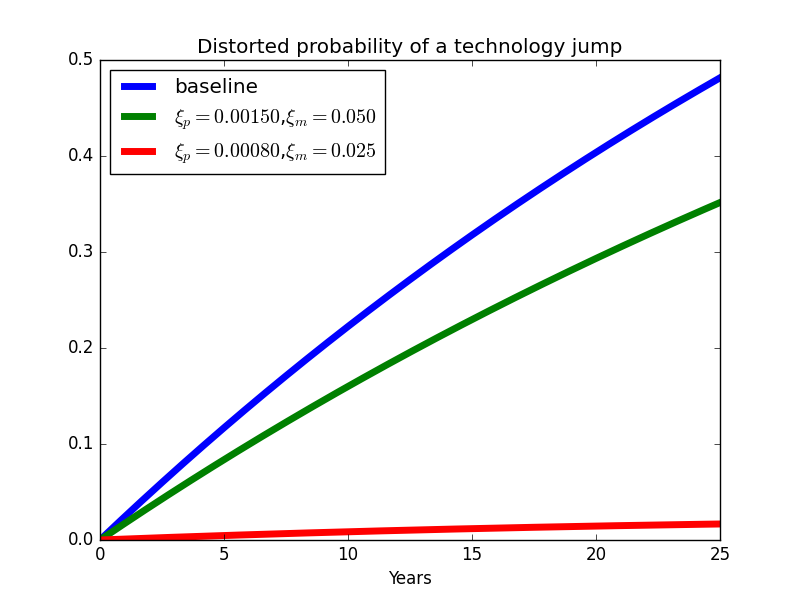 Distorted probability of a technology jump
0.5
0.4
0.3
0.2
0.1
0.0
baseline
ξₚ = 0.00150,ξₘ = 0.050
ξₚ = 0.00080,ξₘ = 0.025
0 5 10 15 20 25
Years